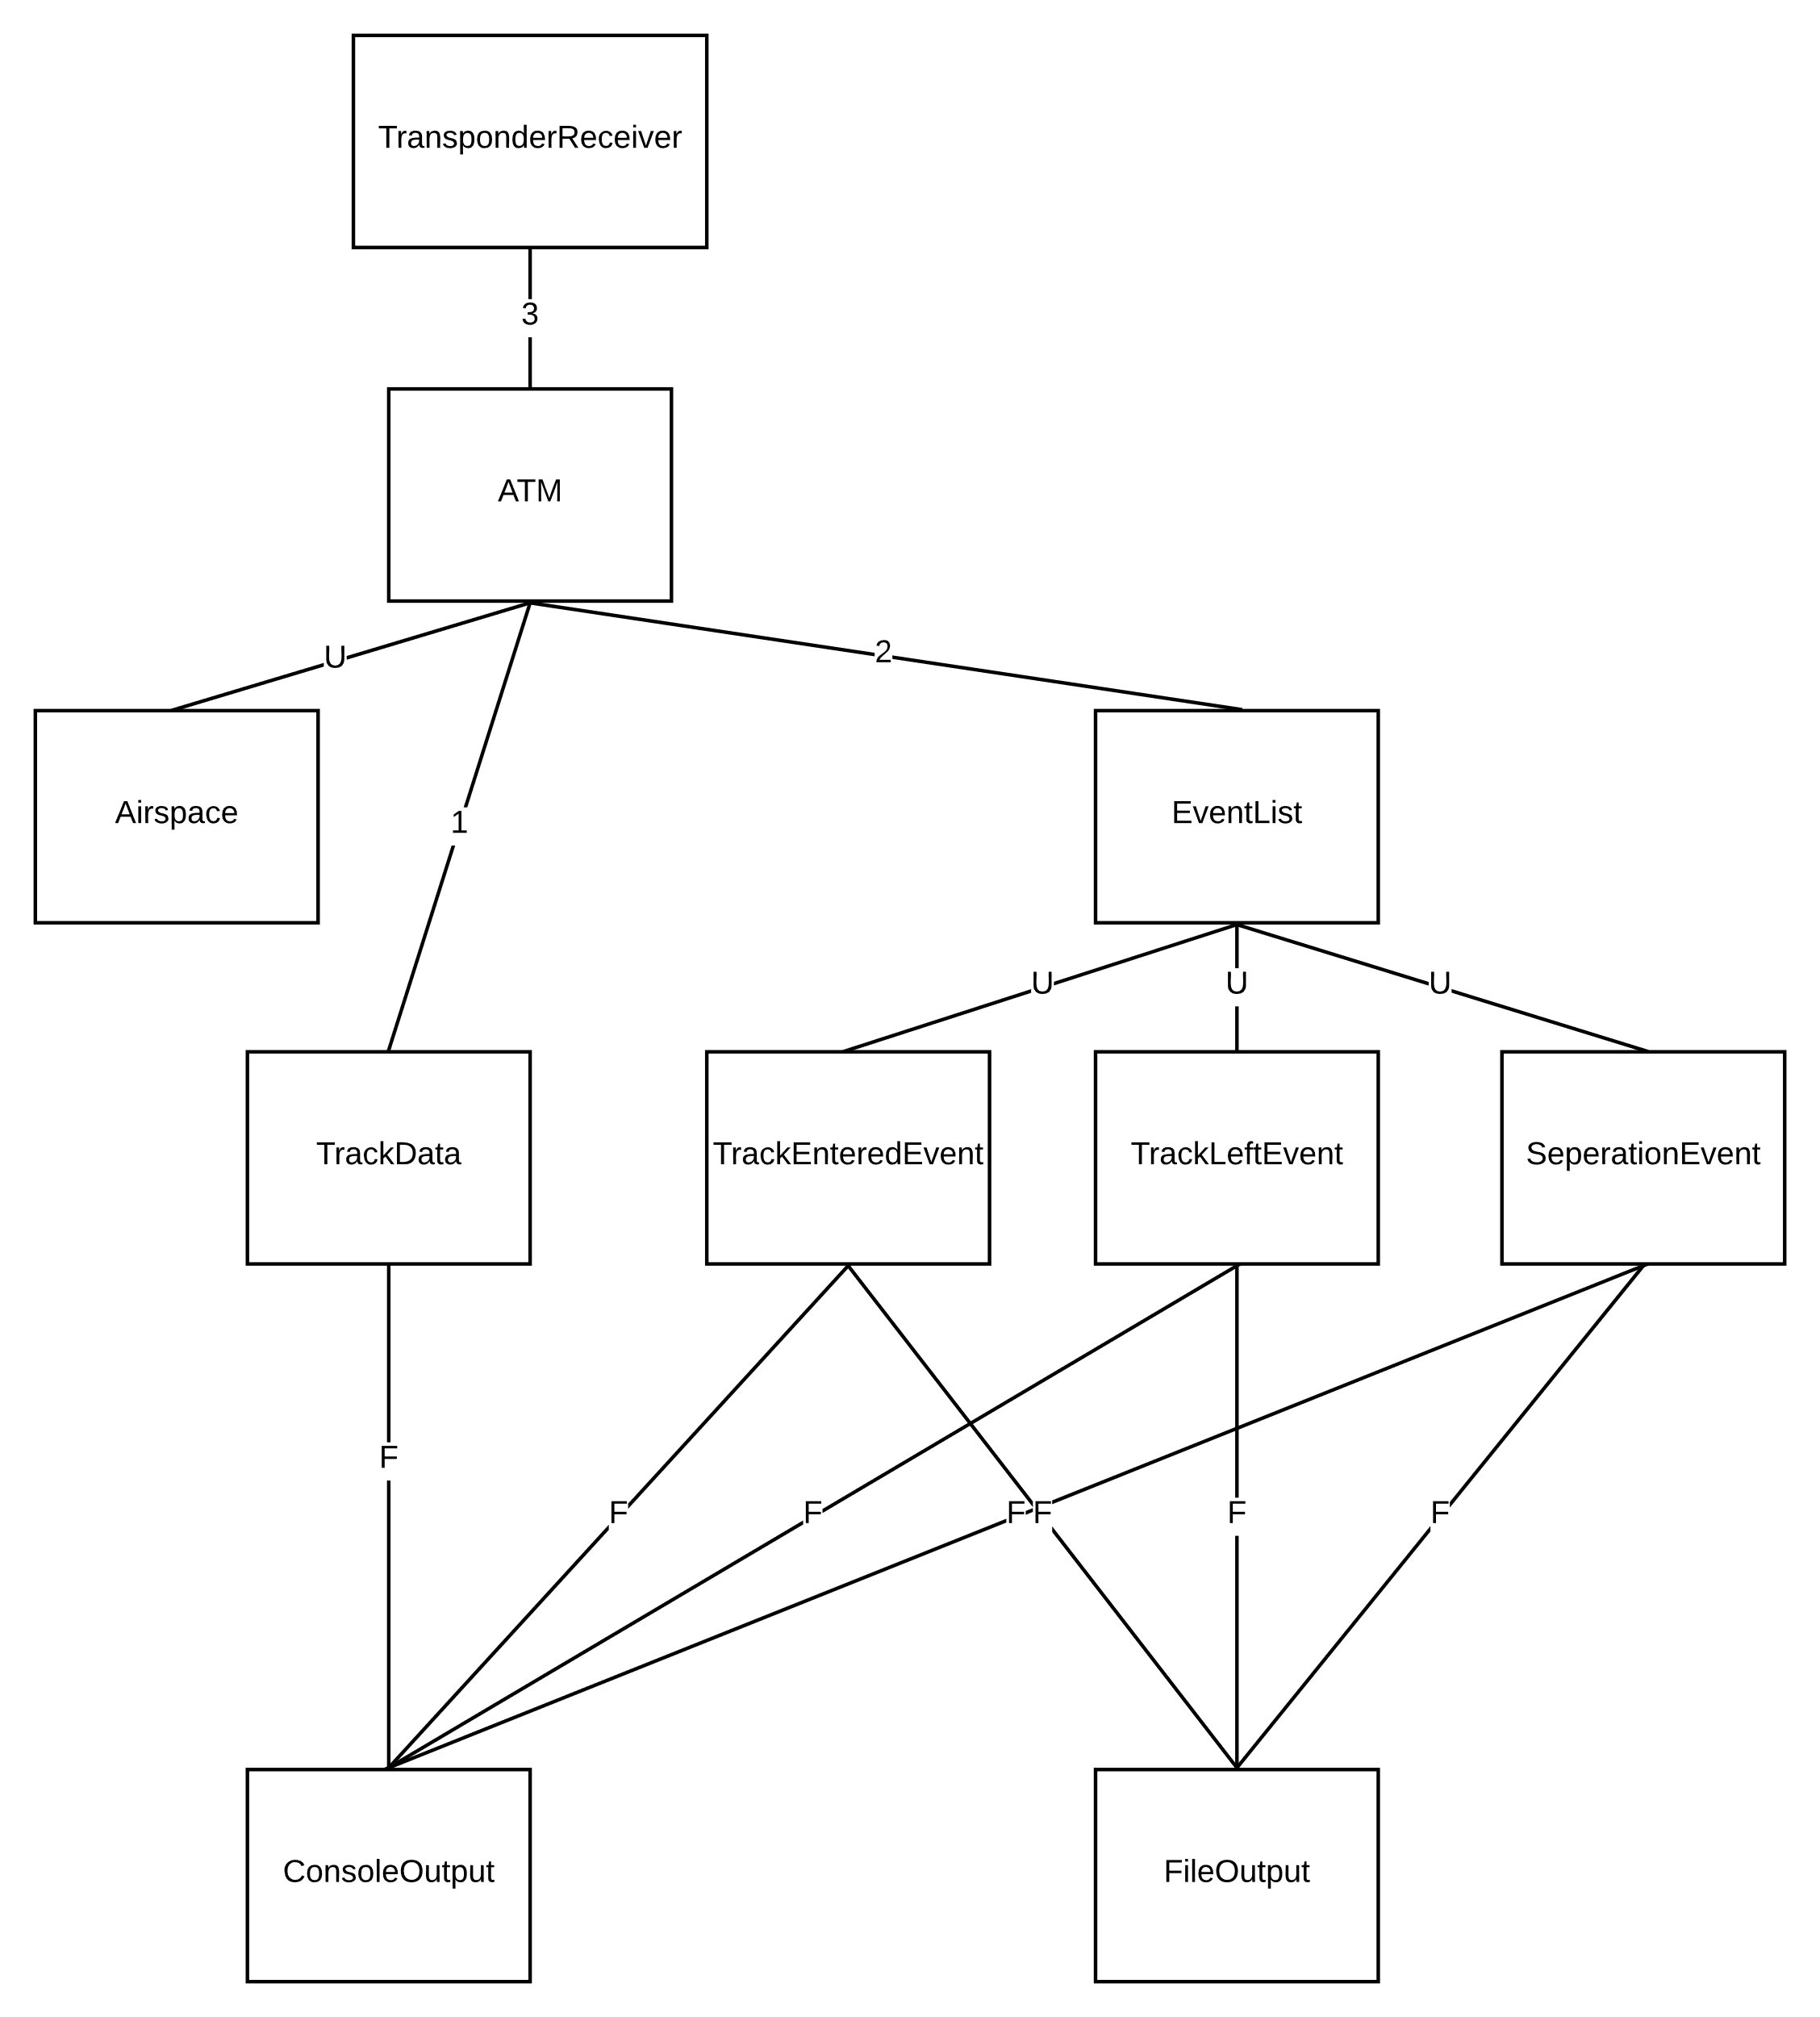 TransponderReceiver
3
ATM
U
2
Airspace
1
EventList
U
U
U
TrackData
TrackEnteredEvent
TrackLeftEvent
SeperationEvent
F
F
F
F
F
F
F
ConsoleOutput
FileOutput